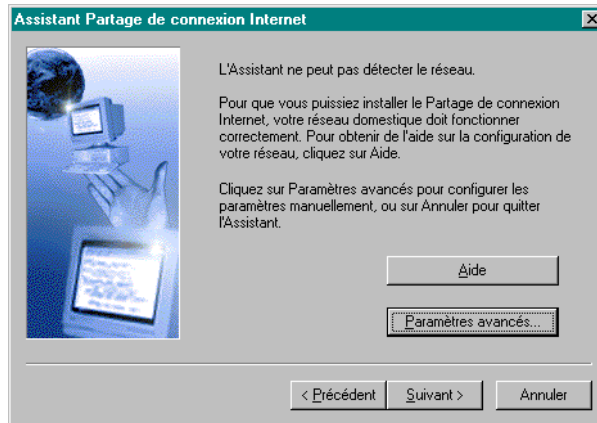 Assistant Partage de connexion Internet
L'Assistant ne peut pas détecter le réseau.
Pour que vous puissiez installer le Partage de connexion
Internet, votre réseau domestique doit fonctionner
correctement. Pour obtenir de l'aide sur la configuration de
votre réseau, cliquez sur Aide.
Cliquez sur Paramètres avancés pour configurer les
paramètres manuellement, ou sur Annuler pour quitter
l'Assistant.
Aide
Paramètres avancés...
< Précédent
Suivant >
Annuler